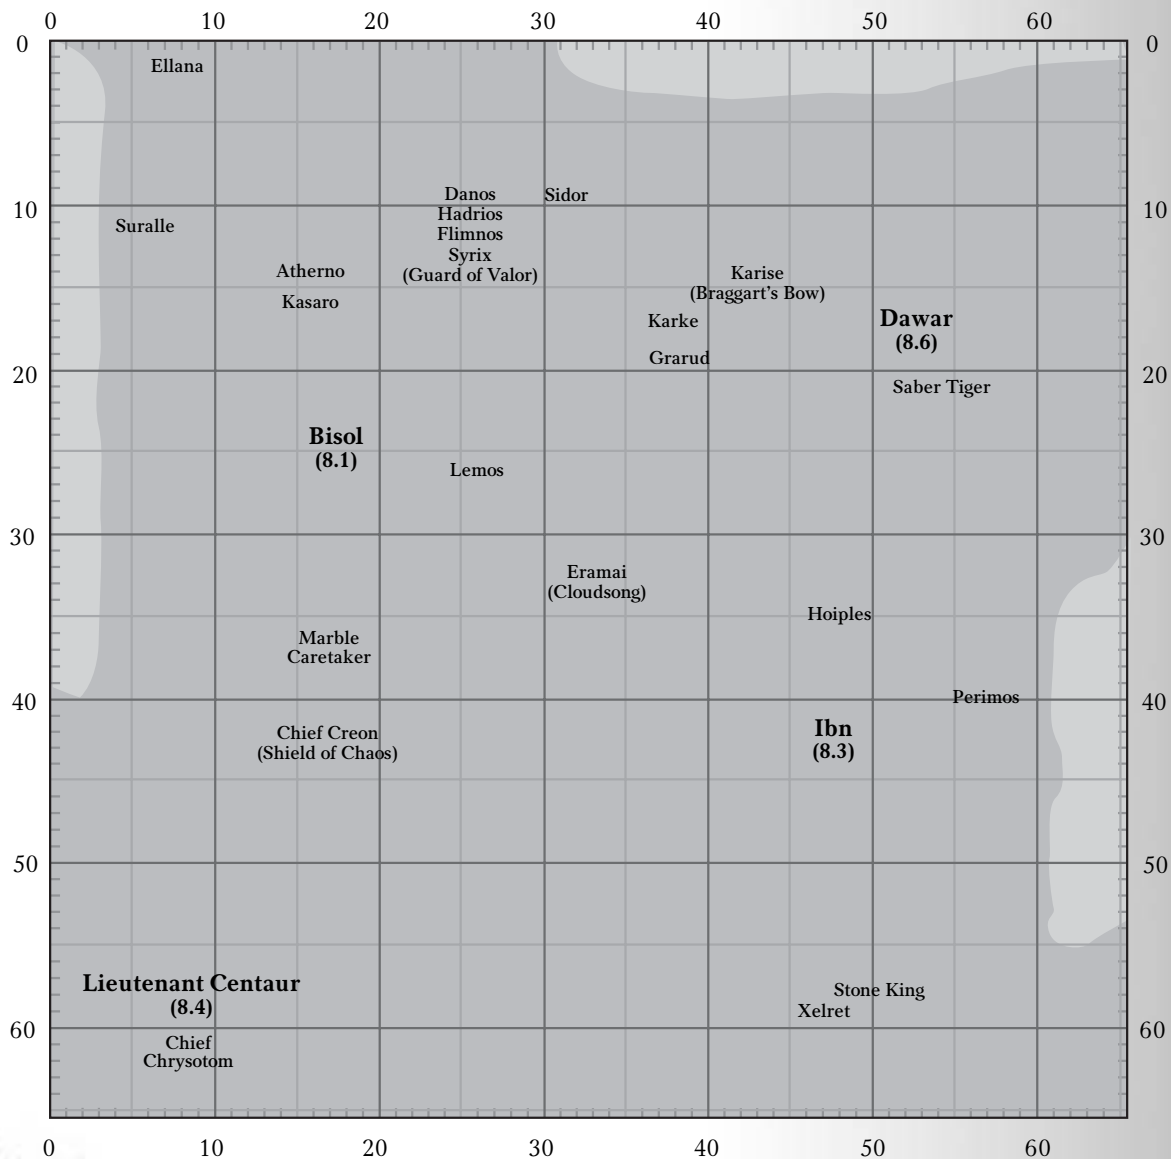 0 10 20 30 40 50 60
0 0
Ellana
Danos Sidor
10 10
Hadrios
Suralle
Flimnos
Syrix
(Guard of Valor)
Atherno
Karise
(Braggart's Bow)
Kasaro
Karke
Dawar
(8.6)
Grarud
20 20
Saber Tiger
Bisol
(8.1)
Lemos
30 30
Eramai
(Cloudsong)
Hoiples
Marble
Caretaker
Perimos
40 40
Chief Creon
(Shield of Chaos)
Ibn
(8.3)
50 50
Lieutenant Centaur
(8.4)
Stone King
Xelret
60 60
Chief
Chrysotom
0 10 20 30 40 50 60